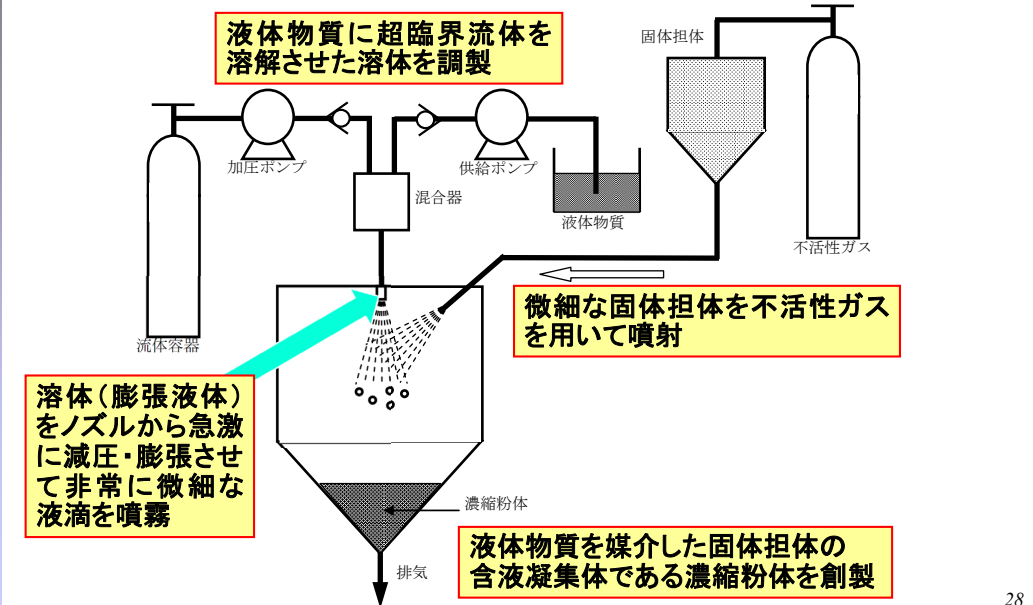 液体物質に超臨界流体を
溶解させた溶体を調製
固体担体
加圧ポンプ
供給ポンプ
混合器
液体物質
不活性ガス
流体容器
微細な固体担体を不活性ガス
を用いて噴射
溶体（膨張液体）
をノズルから急激
に減圧・膨張させ
て非常に微細な
液滴を噴霧
濃縮粉体
液体物質を媒介した固体担体の
含液凝集体である濃縮粉体を創製
排気
28